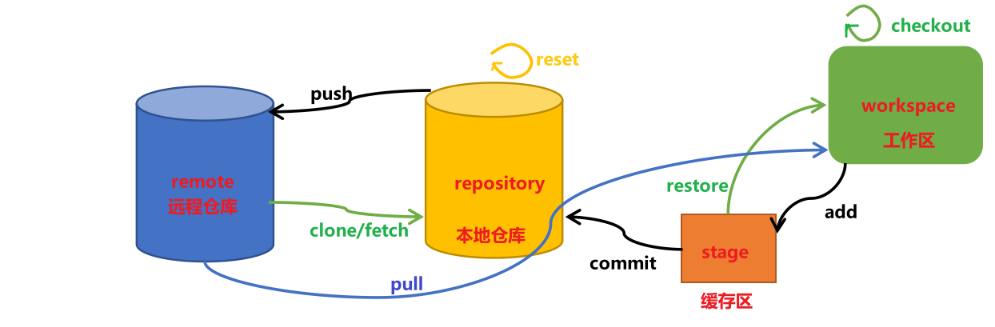 checkout
reset
push
workspace
工作区
remote
远程仓库
repository
本地仓库
restore
add
clone/fetch
commit
stage
pull
缓存区